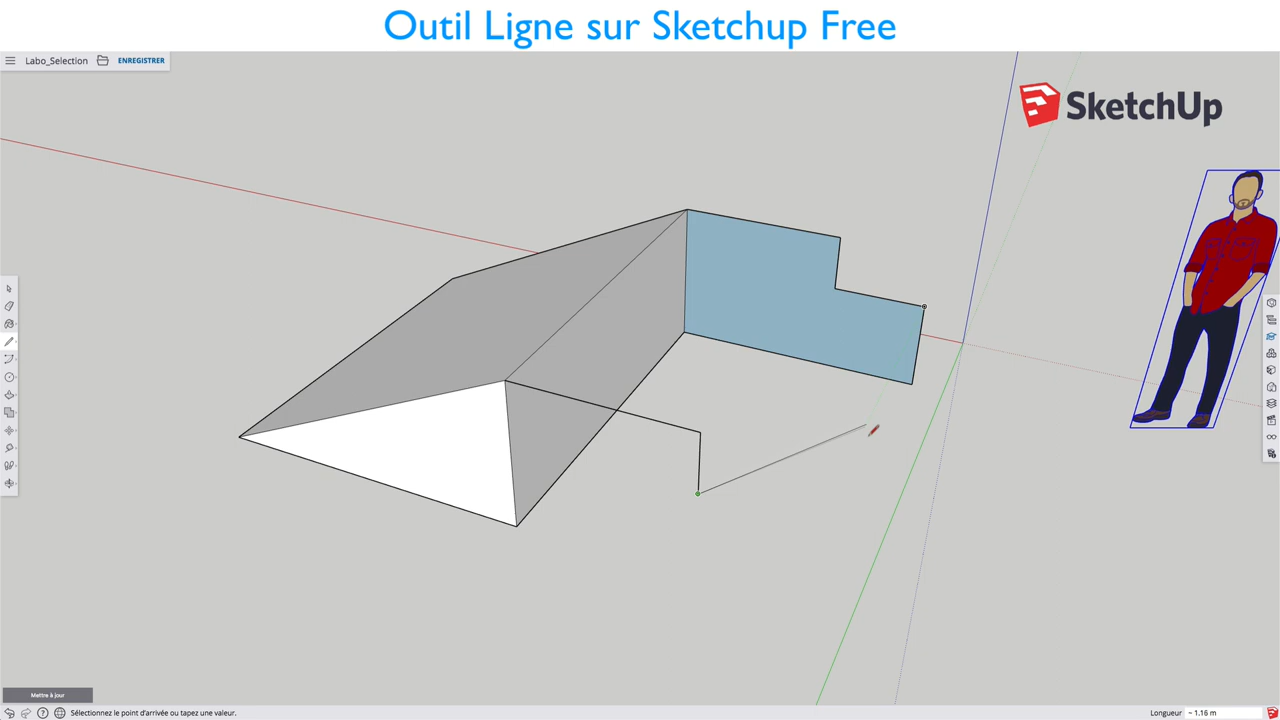 Outil Ligne sur Sketchup Free
Labo_Selection ENREGISTRER
SketchUp
Mettre à jour
Sélectionnez le point d'arrivée ou tapez une valeur.
Longueur ~ 1.16 m